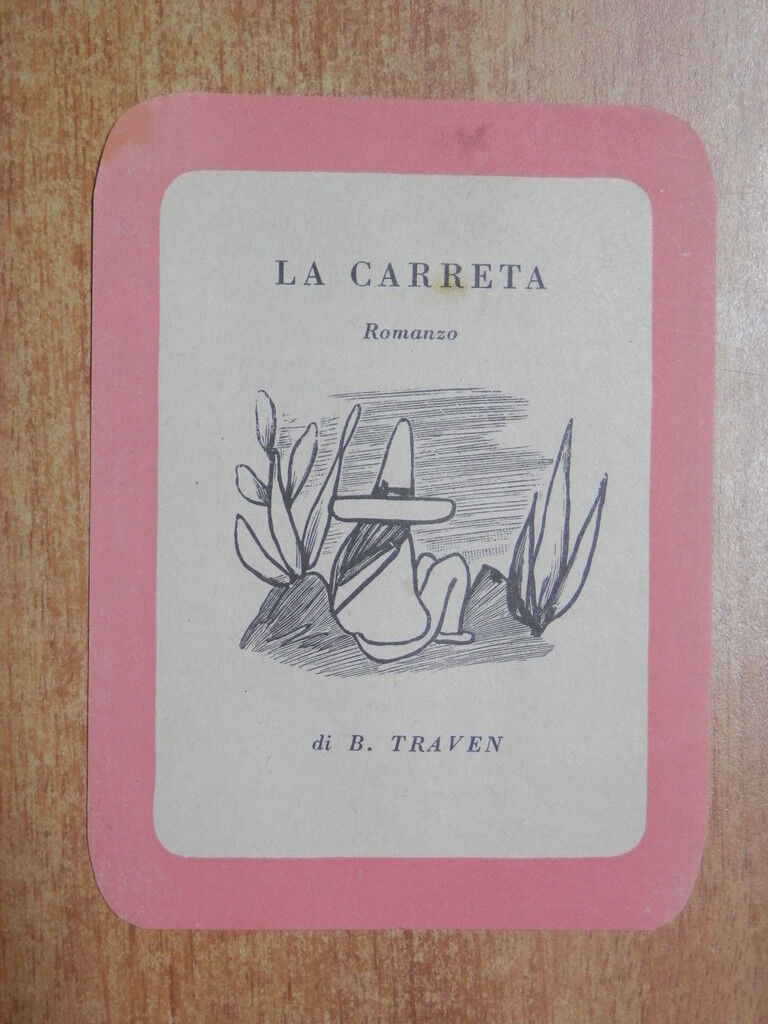 LA CARRETA
Romanzo
di B. TRAVEN